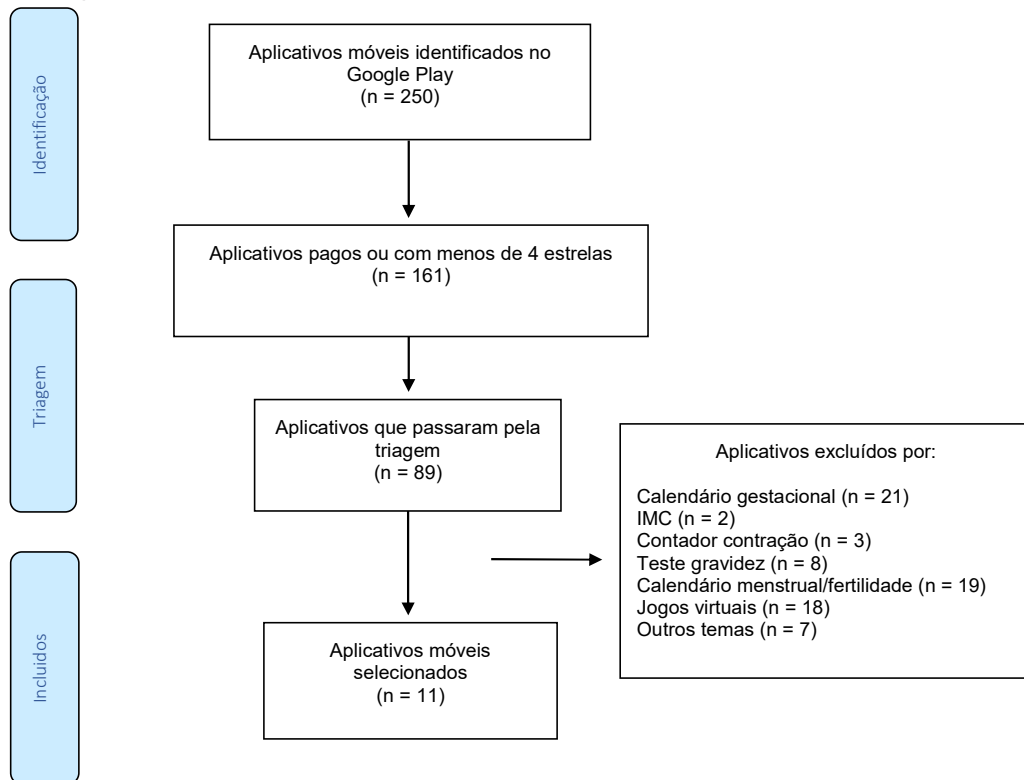 Identificação
Aplicativos móveis identificados no
Google Play
(n = 250)
Aplicativos pagos ou com menos de 4 estrelas
(n = 161)
Triagem
Aplicativos que passaram pela
triagem
(n = 89)
Aplicativos excluídos por:
Calendário gestacional (n = 21)
IMC (n = 2)
Contador contração (n = 3)
Teste gravidez (n = 8)
Calendário menstrual/fertilidade (n = 19)
Jogos virtuais (n = 18)
Outros temas (n = 7)
Incluidos
Aplicativos móveis
selecionados
(n = 11)